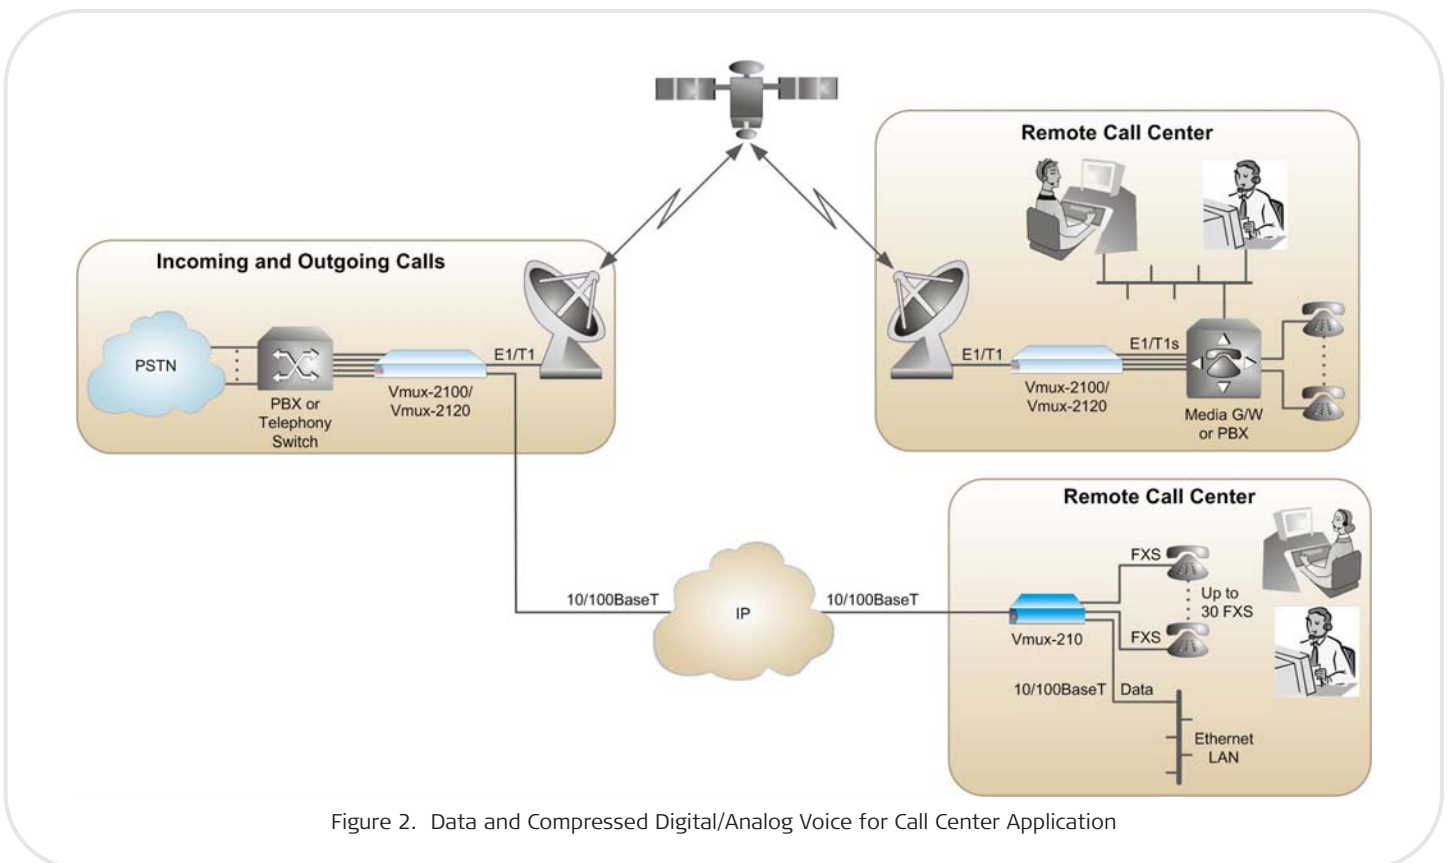 Remote Call Center
Incoming and Outgoing Calls
PSTN
PBX or
Telephony
Switch
Vmux-2100/
Vmux-2120
E1/T1
E1/T1
Vmux-2100/
Vmux-2120
E1/T1s
Media G/W
or PBX
Remote Call Center
10/100BaseT
IP
10/100BaseT
Vmux-210
FXS
Up to
30 FXS
FXS
10/100BaseT
Data
Ethernet
LAN
Figure 2. Data and Compressed Digital/Analog Voice for Call Center Application